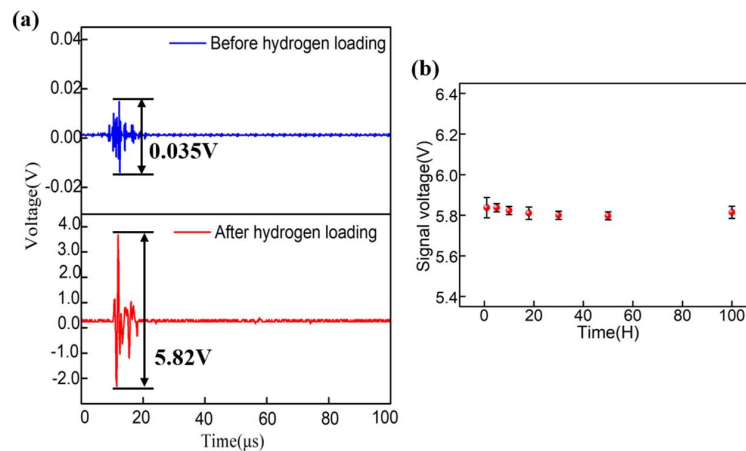 (a)
0.04
0.02
0.00
-0.02
Before hydrogen loading
0.035V
Voltage(V)
4.0
3.0
1.0
0.0
-1.0
-2.0
After hydrogen loading
5.82V
0 20 40 60 80 100
Time(μs)
(b)
6.4
6.2
6.0
5.8
5.6
5.4
Signal voltage(V)
0 20 40 60 80 100
Time(H)